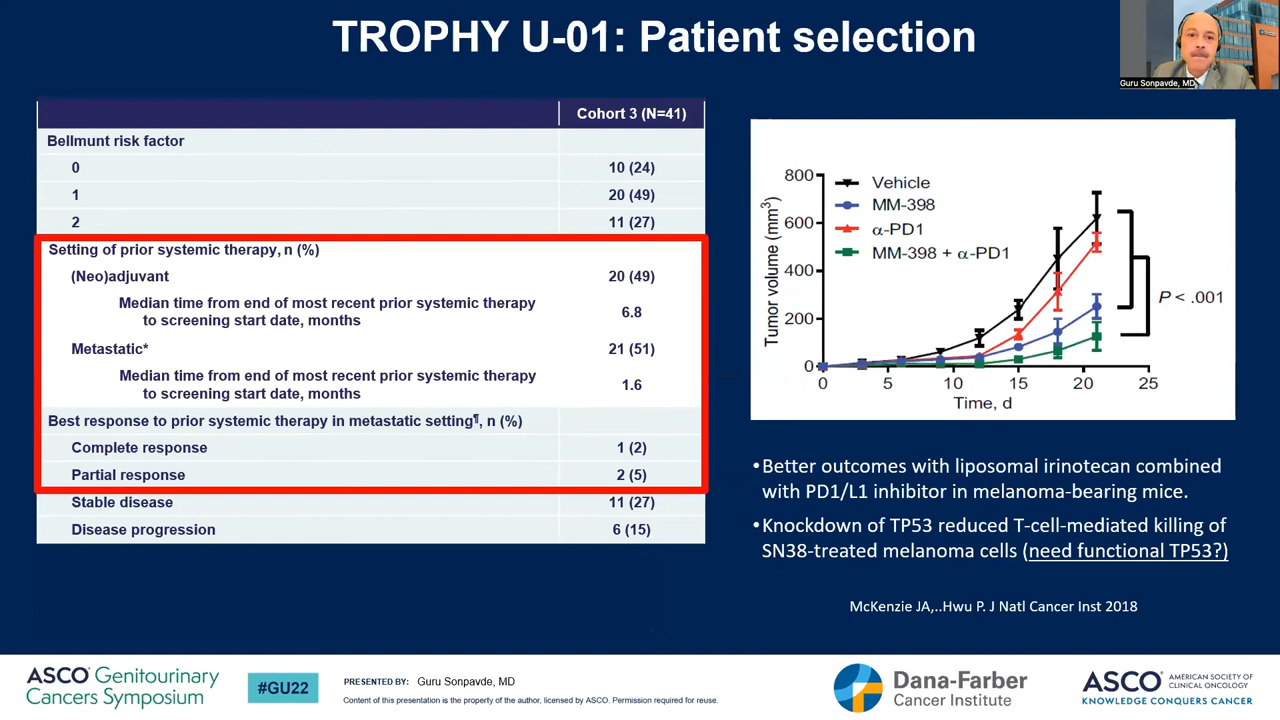 TROPHY U-01: Patient selection
Guru Sonpavde, MD
Cohort 3 (N=41)
Bellmunt risk factor
0 10 (24)
1 20 (49)
2 11 (27)
Setting of prior systemic therapy, n (%)
(Neo)adjuvant 20 (49)
Median time from end of most recent prior systemic therapy
to screening start date, months 6.8
Metastatic* 21 (51)
Median time from end of most recent prior systemic therapy
to screening start date, months 1.6
Best response to prior systemic therapy in metastatic setting¶, n (%)
Complete response 1 (2)
Partial response 2 (5)
Stable disease 11 (27)
Disease progression 6 (15)
Tumor volume (mm³)
800
600
400
200
0
0 5 10 15 20 25
Time, d
Vehicle
MM-398
α-PD1
MM-398 + α-PD1
P < .001
•Better outcomes with liposomal irinotecan combined
with PD1/L1 inhibitor in melanoma-bearing mice.
•Knockdown of TP53 reduced T-cell-mediated killing of
SN38-treated melanoma cells (need functional TP53?)
McKenzie JA,..Hwu P. J Natl Cancer Inst 2018
ASCO Genitourinary
Cancers Symposium
#GU22
PRESENTED BY: Guru Sonpavde, MD
Content of this presentation is the property of the author, licensed by ASCO. Permission required for reuse.
Dana-Farber
Cancer Institute
ASCO AMERICAN SOCIETY OF
CLINICAL ONCOLOGY
KNOWLEDGE CONQUERS CANCER